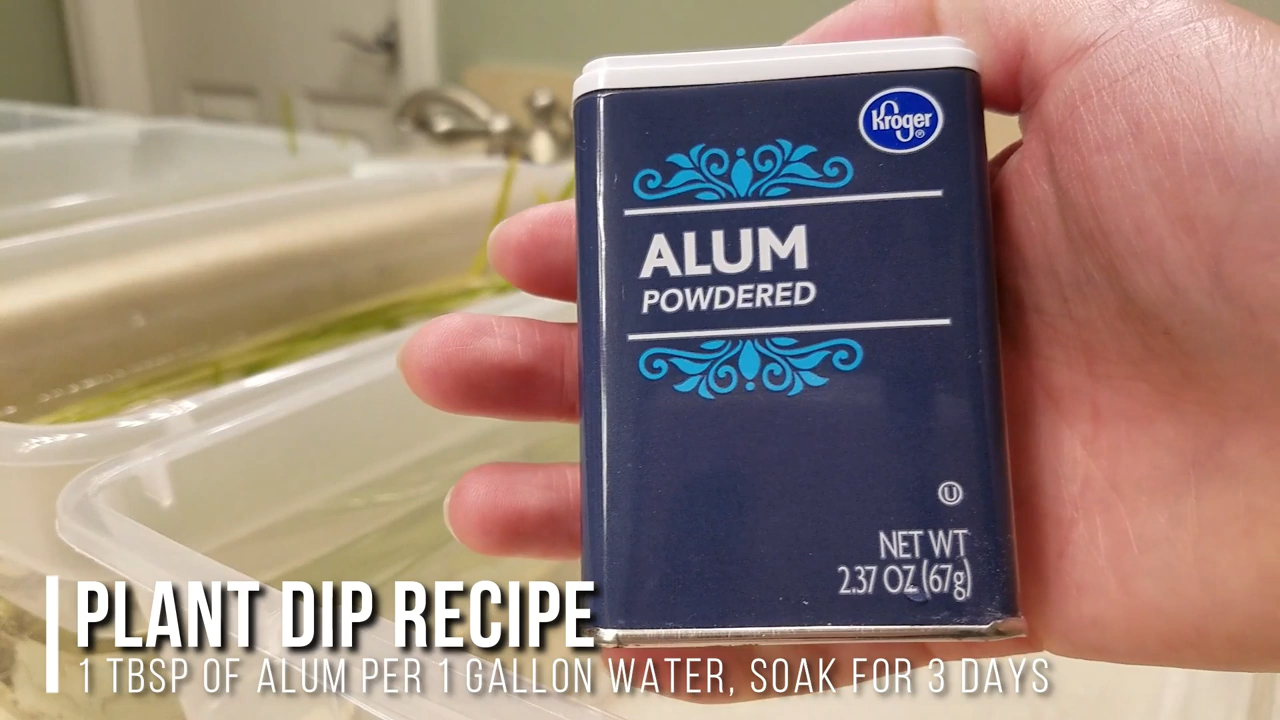 Kroger®
ALUM
POWDERED
U
NET WT
2.37 OZ (67g)
PLANT DIP RECIPE
1 TBSP OF ALUM PER 1 GALLON WATER, SOAK FOR 3 DAYS